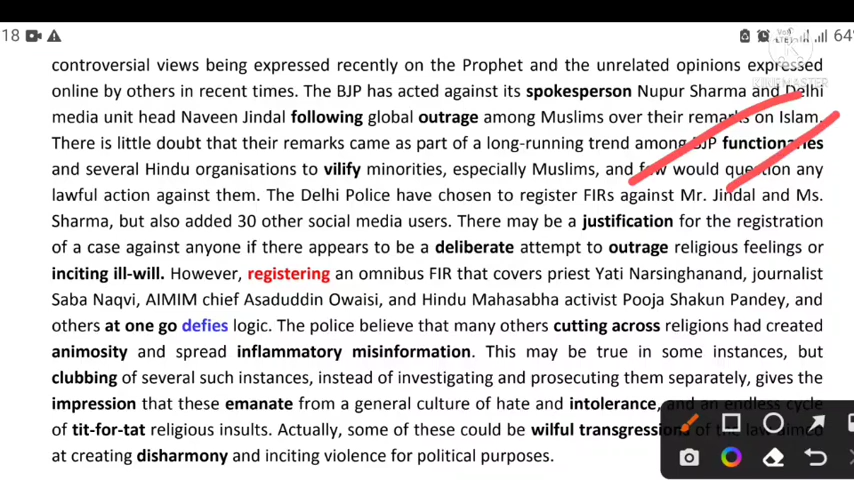 18 64
KINEMASTER
controversial views being expressed recently on the Prophet and the unrelated opinions expressed
online by others in recent times. The BJP has acted against its spokesperson Nupur Sharma and Delhi
media unit head Naveen Jindal following global outrage among Muslims over their remarks on Islam.
There is little doubt that their remarks came as part of a long-running trend among BJP functionaries
and several Hindu organisations to vilify minorities, especially Muslims, and few would question any
lawful action against them. The Delhi Police have chosen to register FIRs against Mr. Jindal and Ms.
Sharma, but also added 30 other social media users. There may be a justification for the registration
of a case against anyone if there appears to be a deliberate attempt to outrage religious feelings or
inciting ill-will. However, registering an omnibus FIR that covers priest Yati Narsinghanand, journalist
Saba Naqvi, AIMIM chief Asaduddin Owaisi, and Hindu Mahasabha activist Pooja Shakun Pandey, and
others at one go defies logic. The police believe that many others cutting across religions had created
animosity and spread inflammatory misinformation. This may be true in some instances, but
clubbing of several such instances, instead of investigating and prosecuting them separately, gives the
impression that these emanate from a general culture of hate and intolerance, and an endless cycle
of tit-for-tat religious insults. Actually, some of these could be wilful transgressions of the law aimed
at creating disharmony and inciting violence for political purposes.